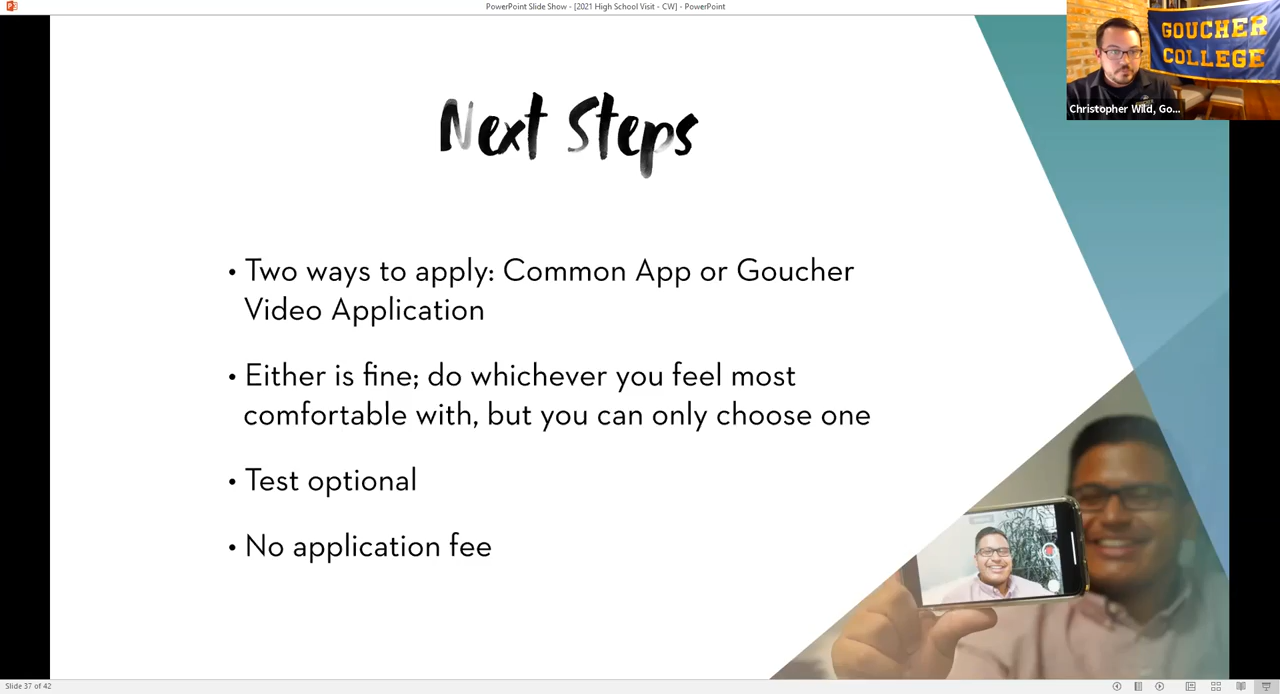 PowerPoint Slide Show - [2021 High School Visit - CW] - PowerPoint
GOUCHER
COLLEGE
Christopher Wild, Go...
Next Steps
• Two ways to apply: Common App or Goucher
Video Application
• Either is fine; do whichever you feel most
comfortable with, but you can only choose one
• Test optional
• No application fee
Slide 37 of 42